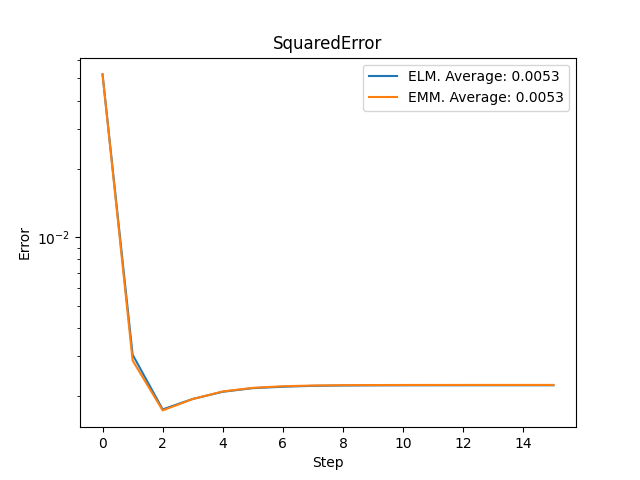 SquaredError
ELM. Average: 0.0053
EMM. Average: 0.0053
Error
10⁻²
0 2 4 6 8 10 12 14
Step